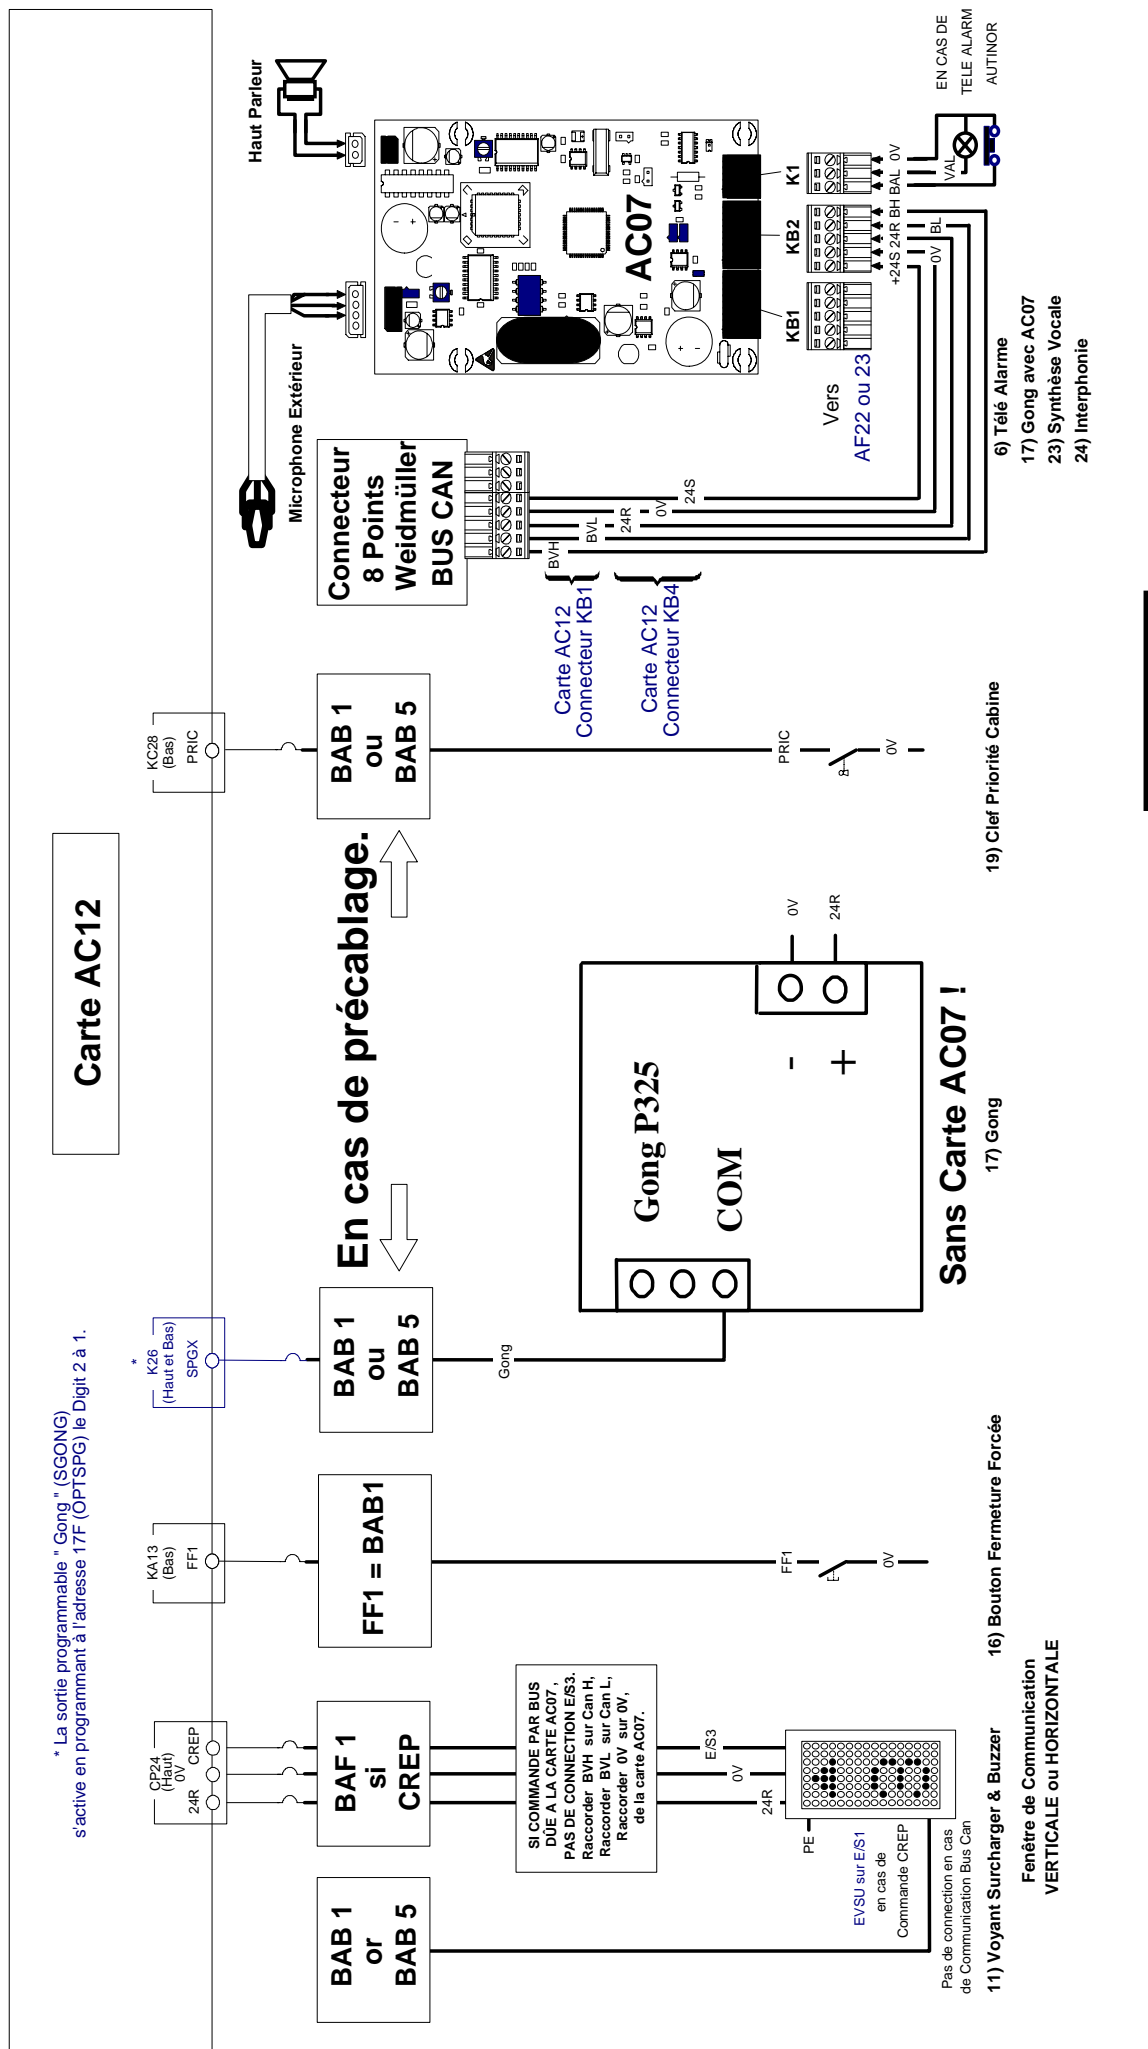 Carte AC12
* La sortie programmable " Gong " (SGONG)
s'active en programmant à l'adresse 17F (OPTSPG) le Digit 2 à 1.
CP24
(Haut)
24R
0V
CREP
KA13
(Bas)
FF1
*
K26
(Haut et Bas)
SPGX
KC28
(Bas)
PRIC
BAB 1
or
BAB 5
BAF 1
si
CREP
FF1 = BAB1
BAB 1
ou
BAB 5
En cas de précablage.
BAB 1
ou
BAB 5
Connecteur
8 Points
Weidmüller
BUS CAN
Microphone Extérieur
Haut Parleur
SI COMMANDE PAR BUS
DÛE A LA CARTE AC07 ,
PAS DE CONNECTION E/S3.
Raccorder BVH sur Can H,
Raccorder BVL sur Can L,
Raccorder 0V sur 0V,
de la carte AC07.
24R
0V
E/S3
PE
EVSU sur E/S1
en cas de
Commande CREP
Pas de connection en cas
de Communication Bus Can
11) Voyant Surcharger & Buzzer
Fenêtre de Communication
VERTICALE ou HORIZONTALE
FF1
0V
16) Bouton Fermeture Forcée
Gong
Gong P325
COM
-
+
0V
24R
Sans Carte AC07 !
17) Gong
PRIC
0V
19) Clef Priorité Cabine
BVH
BVL
24R
0V
24S
Carte AC12
Connecteur KB1
Carte AC12
Connecteur KB4
AC07
KB1
KB2
K1
Vers
AF22 ou 23
+24S
0V
24R
BL
BH
BAL
VAL
0V
EN CAS DE
TELE ALARM
AUTINOR
6) Télé Alarme
17) Gong avec AC07
23) Synthèse Vocale
24) Interphonie